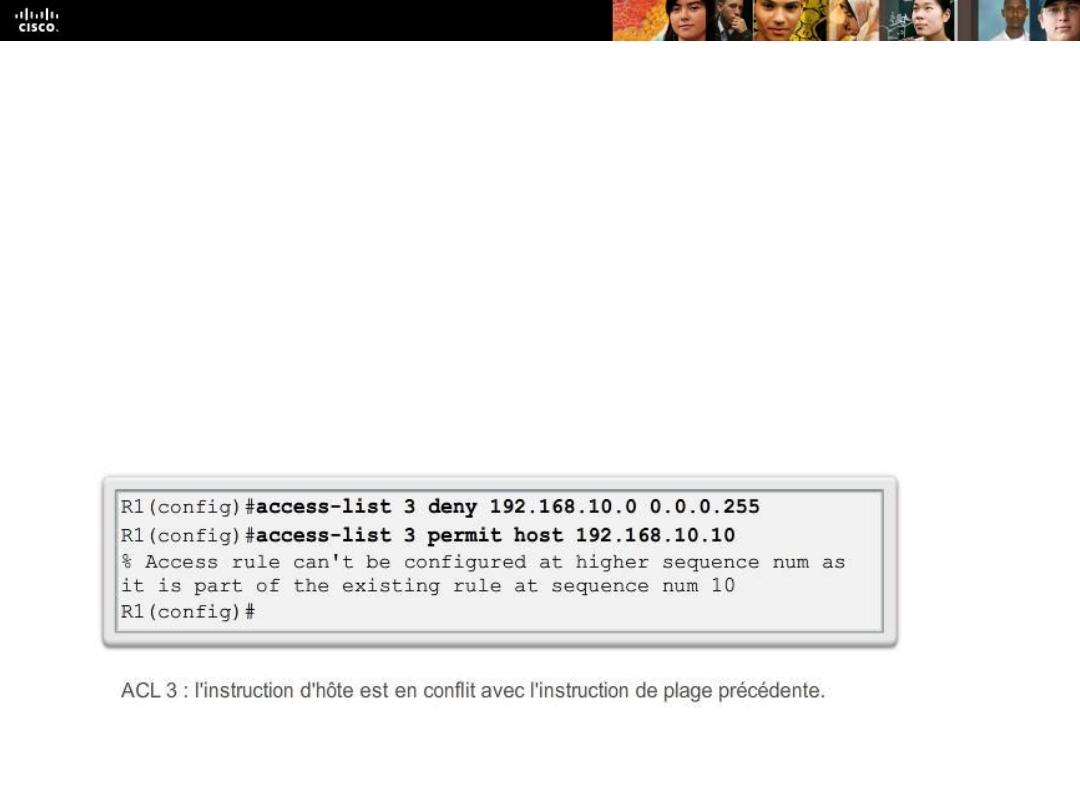 CISCO.
R1(config)#access-list 3 deny 192.168.10.0 0.0.0.255
R1(config)#access-list 3 permit host 192.168.10.10
% Access rule can't be configured at higher sequence num as
it is part of the existing rule at sequence num 10
R1(config)#
ACL 3 : l'instruction d'hôte est en conflit avec l'instruction de plage précédente.